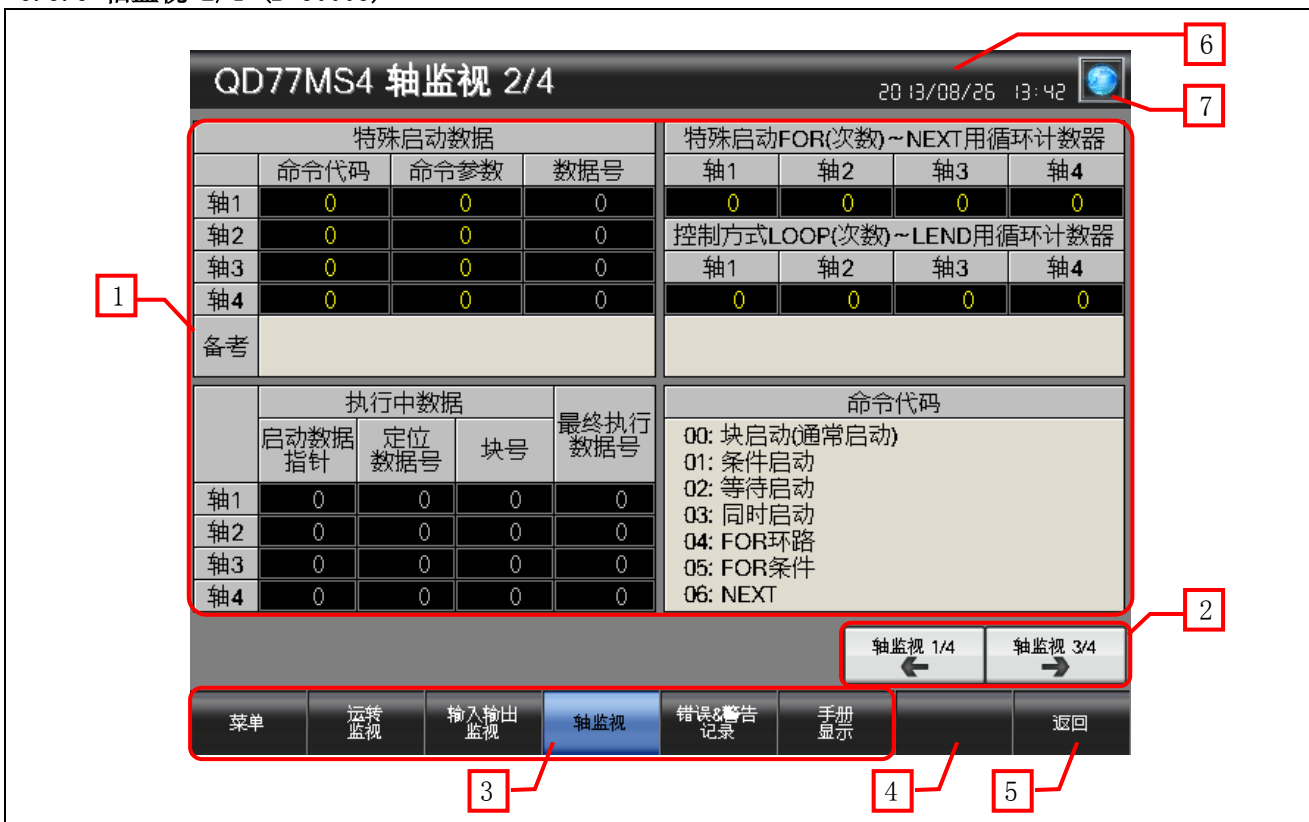 轴监视
6
QD77MS4 轴监视 2/4
2013/08/26 13:42
7
特殊启动数据
命令代码 命令参数 数据号
轴1 0 0 0
轴2 0 0 0
轴3 0 0 0
轴4 0 0 0
备考
特殊启动FOR(次数)~NEXT用循环计数器
轴1 轴2 轴3 轴4
0 0 0 0
控制方式LOOP(次数)~LEND用循环计数器
轴1 轴2 轴3 轴4
0 0 0 0
1
执行中数据
启动数据
指针
定位
数据号
块号
最终执行
数据号
轴1 0 0 0 0
轴2 0 0 0 0
轴3 0 0 0 0
轴4 0 0 0 0
命令代码
00: 块启动(通常启动)
01: 条件启动
02: 等待启动
03: 同时启动
04: FOR环路
05: FOR条件
06: NEXT
2
轴监视 1/4
轴监视 3/4
菜单
运转
监视
输入输出
监视
轴监视
错误&警告
记录
手册
显示
返回
3
4
5